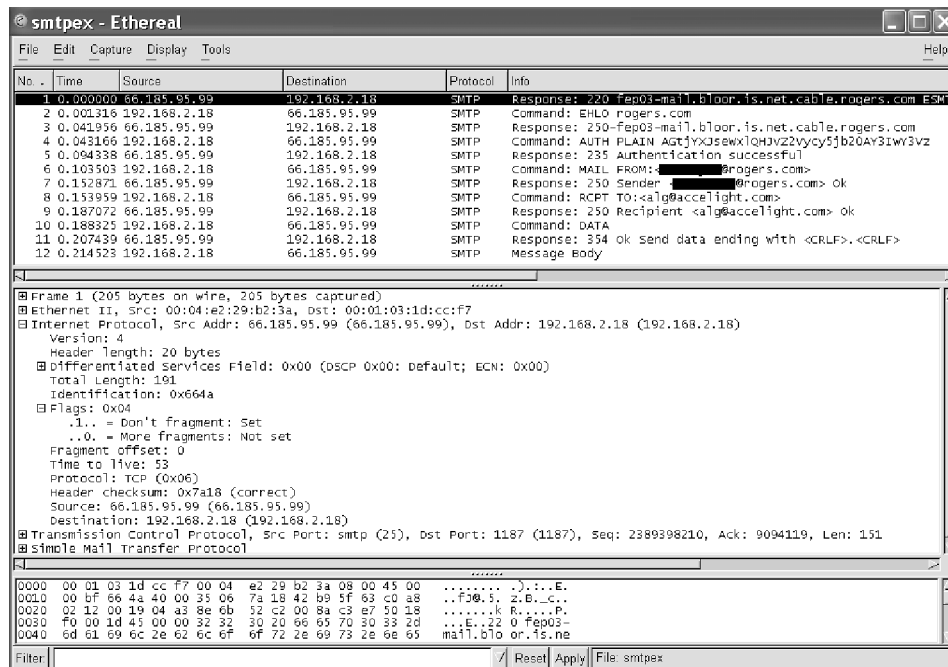 smtpex - Ethereal
File Edit Capture Display Tools Help
No. . Time Source Destination Protocol Info
1 0.000000 66.185.95.99 192.168.2.18 SMTP Response: 220 fep03-mail.bloor.is.net.cable.rogers.com ESMT
2 0.001316 192.168.2.18 66.185.95.99 SMTP Command: EHLO rogers.com
3 0.041956 66.185.95.99 192.168.2.18 SMTP Response: 250-fep03-mail.bloor.is.net.cable.rogers.com
4 0.043166 192.168.2.18 66.185.95.99 SMTP Command: AUTH PLAIN
5 0.094338 66.185.95.99 192.168.2.18 SMTP Response: 235 Authentication successful
6 0.103503 192.168.2.18 66.185.95.99 SMTP Command: MAIL FROM:< @rogers.com>
7 0.152871 66.185.95.99 192.168.2.18 SMTP Response: 250 Sender < @rogers.com> Ok
8 0.153959 192.168.2.18 66.185.95.99 SMTP Command: RCPT TO:<alg@accelight.com>
9 0.187072 66.185.95.99 192.168.2.18 SMTP Response: 250 Recipient <alg@accelight.com> Ok
10 0.188325 192.168.2.18 66.185.95.99 SMTP Command: DATA
11 0.207439 66.185.95.99 192.168.2.18 SMTP Response: 354 Ok Send data ending with <CRLF>.<CRLF>
12 0.214523 192.168.2.18 66.185.95.99 SMTP Message Body
Frame 1 (205 bytes on wire, 205 bytes captured)
Ethernet II, Src: 00:04:e2:29:b2:3a, Dst: 00:01:03:1d:cc:f7
Internet Protocol, Src Addr: 66.185.95.99 (66.185.95.99), Dst Addr: 192.168.2.18 (192.168.2.18)
Version: 4
Header length: 20 bytes
Differentiated Services Field: 0x00 (DSCP 0x00: Default; ECN: 0x00)
Total Length: 191
Identification: 0x664a
Flags: 0x04
.1.. = Don't fragment: Set
..0. = More fragments: Not set
Fragment offset: 0
Time to live: 53
Protocol: TCP (0x06)
Header checksum: 0x7a18 (correct)
Source: 66.185.95.99 (66.185.95.99)
Destination: 192.168.2.18 (192.168.2.18)
Transmission Control Protocol, Src Port: smtp (25), Dst Port: 1187 (1187), Seq: 2389398210, Ack: 9094119, Len: 151
Simple Mail Transfer Protocol
0000 00 01 03 1d cc f7 00 04 e2 29 b2 3a 08 00 45 00 ........ .).:..E.
0010 00 bf 66 4a 40 00 35 06 7a 18 42 b9 5f 63 c0 a8 ..fJ@.5. z.B._c..
0020 02 12 00 19 04 a3 8e 6b 52 c2 00 8a c3 e7 50 18 .......k R.....P.
0030 f0 00 1d 45 00 00 32 32 30 20 66 65 70 30 33 2d ...E..22 0 fep03-
0040 6d 61 69 6c 2e 62 6c 6f 6f 72 2e 69 73 2e 6e 65 mail.blo or.is.ne
Filter: Reset Apply File: smtpex